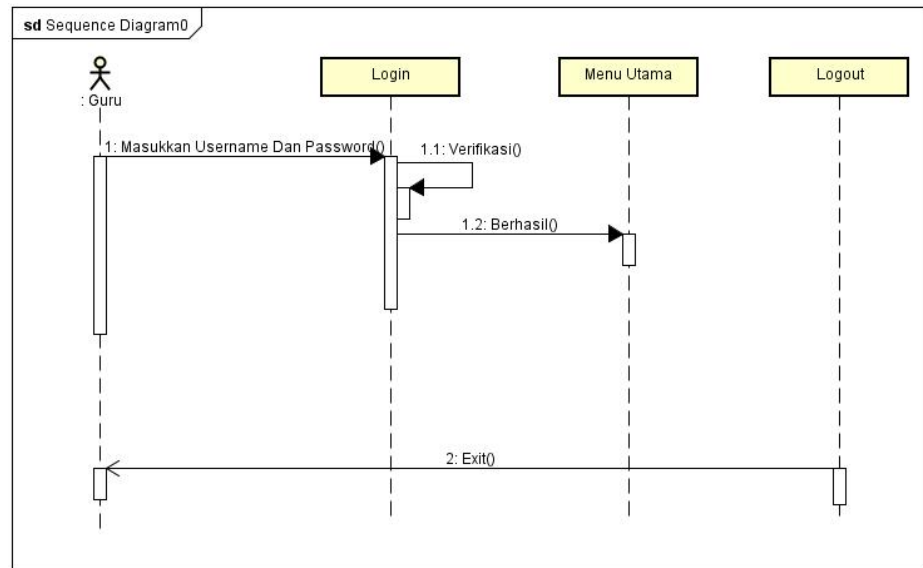 sd Sequence Diagram0
: Guru
Login
Menu Utama
Logout
1: Masukkan Username Dan Password()
1.1: Verifikasi()
1.2: Berhasil()
2: Exit()